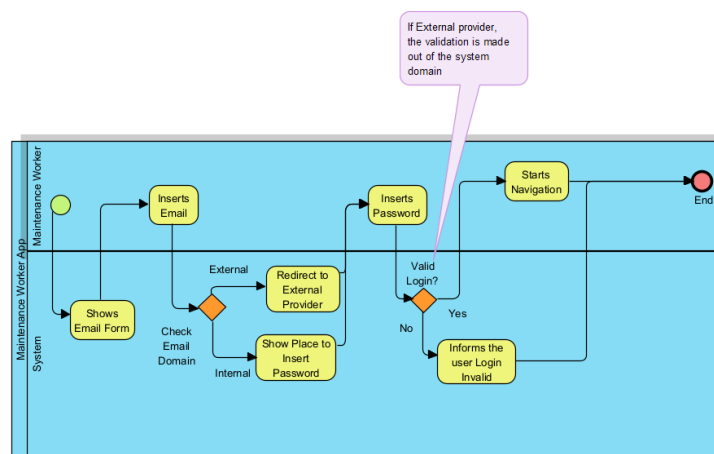 If External provider,
the validation is made
out of the system
domain
Maintenance Worker App
Maintenance Worker
Inserts
Email
Inserts
Password
Starts
Navigation
End
System
Shows
Email Form
Check
Email
Domain
External
Redirect to
External
Provider
Internal
Show Place to
Insert
Password
Valid
Login?
Yes
No
Informs the
user Login
Invalid